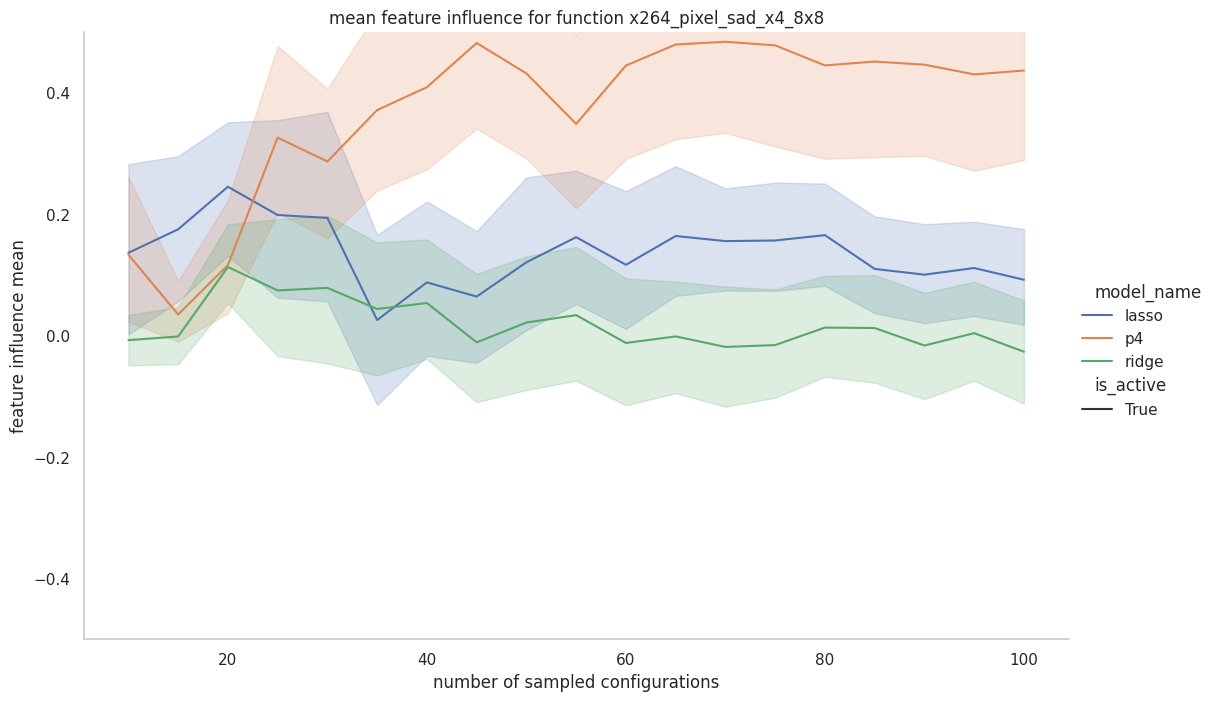 mean feature influence for function x264_pixel_sad_x4_8x8
feature influence mean
0.4
0.2
0.0
−0.2
−0.4
20
40
60
80
100
number of sampled configurations
model_name
lasso
p4
ridge
is_active
True